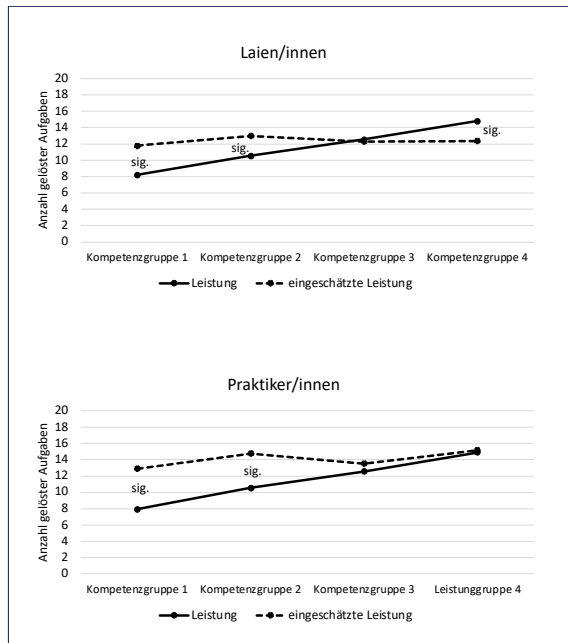 Laien/innen
Anzahl gelöster Aufgaben
20
18
16
14
12
10
8
6
4
2
0
sig.
sig.
sig.
Kompetenzgruppe 1 Kompetenzgruppe 2 Kompetenzgruppe 3 Kompetenzgruppe 4
Leistung eingeschätzte Leistung
Praktiker/innen
Anzahl gelöster Aufgaben
20
18
16
14
12
10
8
6
4
2
0
sig.
sig.
Kompetenzgruppe 1 Kompetenzgruppe 2 Kompetenzgruppe 3 Leistunggruppe 4
Leistung eingeschätzte Leistung